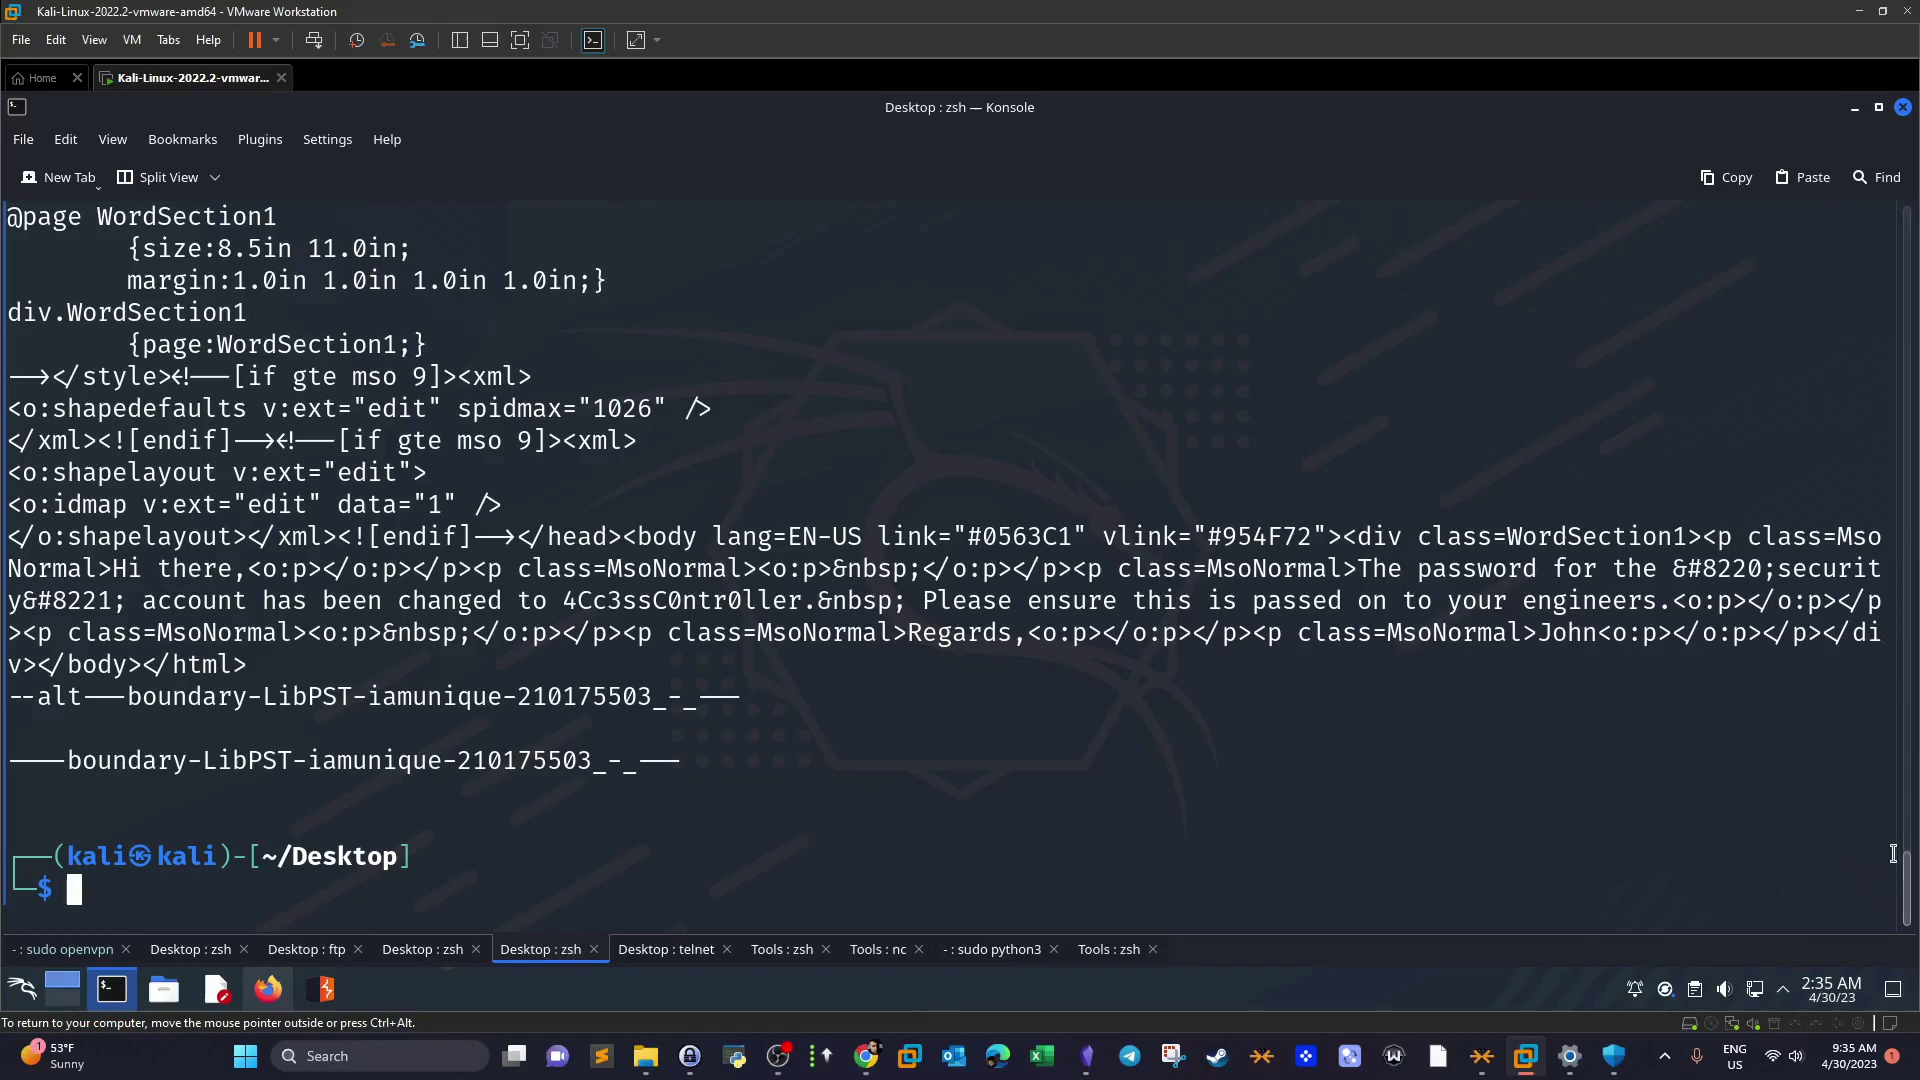 Kali-Linux-2022.2-vmware-amd64 - VMware Workstation
File Edit View VM Tabs Help
Home Kali-Linux-2022.2-vmwar...
Desktop : zsh — Konsole
File Edit View Bookmarks Plugins Settings Help
New Tab Split View Copy Paste Find
@page WordSection1
{size:8.5in 11.0in;
margin:1.0in 1.0in 1.0in 1.0in;}
div.WordSection1
{page:WordSection1;}
--></style><!--[if gte mso 9]><xml>
<o:shapedefaults v:ext="edit" spidmax="1026" />
</xml><![endif]--><!--[if gte mso 9]><xml>
<o:shapelayout v:ext="edit">
<o:idmap v:ext="edit" data="1" />
</o:shapelayout></xml><![endif]--></head><body lang=EN-US link="#0563C1" vlink="#954F72"><div class=WordSection1><p class=Mso
Normal>Hi there,<o:p></o:p></p><p class=MsoNormal><o:p>&nbsp;</o:p></p><p class=MsoNormal>The password for the &#8220;securit
y&#8221; account has been changed to 4Cc3ssC0ntr0ller.&nbsp; Please ensure this is passed on to your engineers.<o:p></o:p></p
><p class=MsoNormal><o:p>&nbsp;</o:p></p><p class=MsoNormal>Regards,<o:p></o:p></p><p class=MsoNormal>John<o:p></o:p></p></di
v></body></html>
--alt---boundary-LibPST-iamunique-210175503_-_---
----boundary-LibPST-iamunique-210175503_-_---
(kali㉿kali)-[~/Desktop]
$
- : sudo openvpn Desktop : zsh Desktop : ftp Desktop : zsh Desktop : zsh Desktop : telnet Tools : zsh Tools : nc - : sudo python3 Tools : zsh
2:35 AM
4/30/23
To return to your computer, move the mouse pointer outside or press Ctrl+Alt.
1 53°F
Sunny
Search
ENG
US
9:35 AM
4/30/2023
1